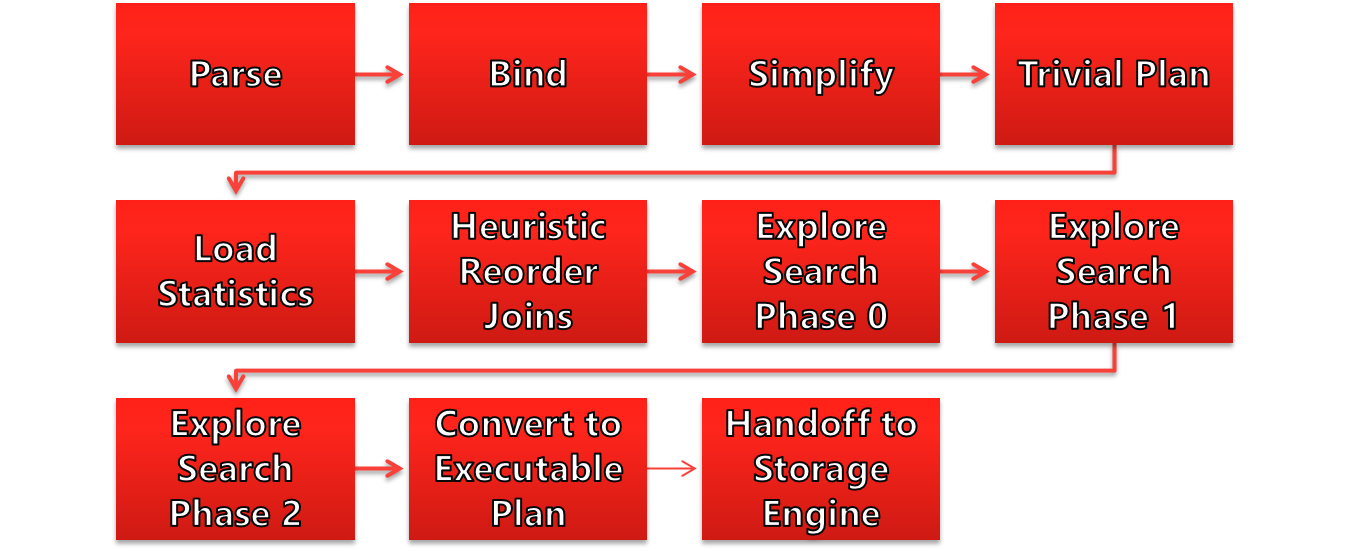 Parse
Bind
Simplify
Trivial Plan
Load
Statistics
Heuristic
Reorder
Joins
Explore
Search
Phase 0
Explore
Search
Phase 1
Explore
Search
Phase 2
Convert to
Executable
Plan
Handoff to
Storage
Engine